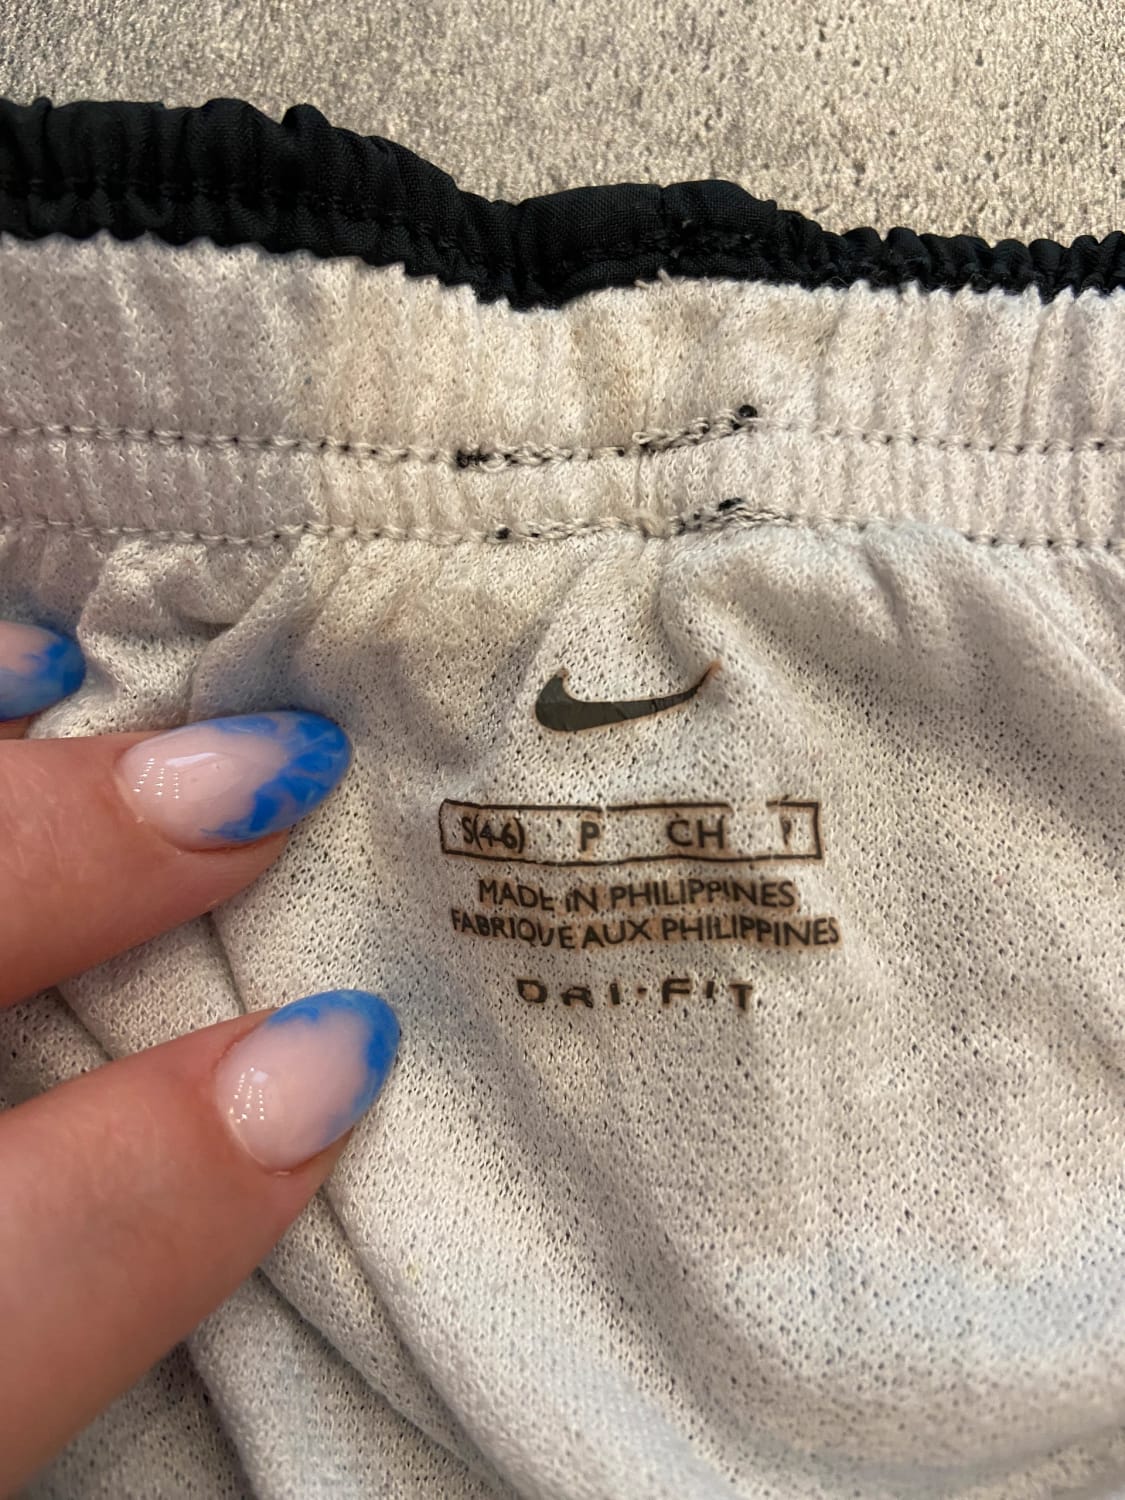 S(4-6) P CH
MADE IN PHILIPPINES
FABRIQUE AUX PHILIPPINES
DRI·FIT